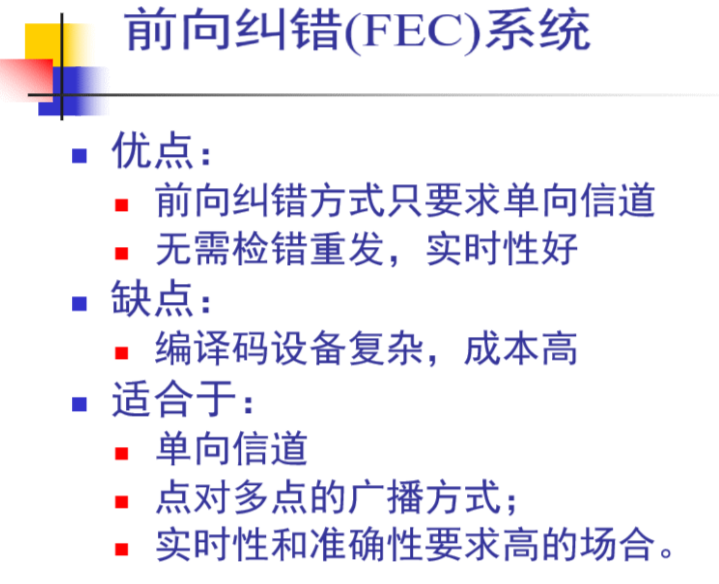 前向纠错(FEC)系统
优点：
前向纠错方式只要求单向信道
无需检错重发，实时性好
缺点：
编译码设备复杂，成本高
适合于：
单向信道
点对多点的广播方式；
实时性和准确性要求高的场合。